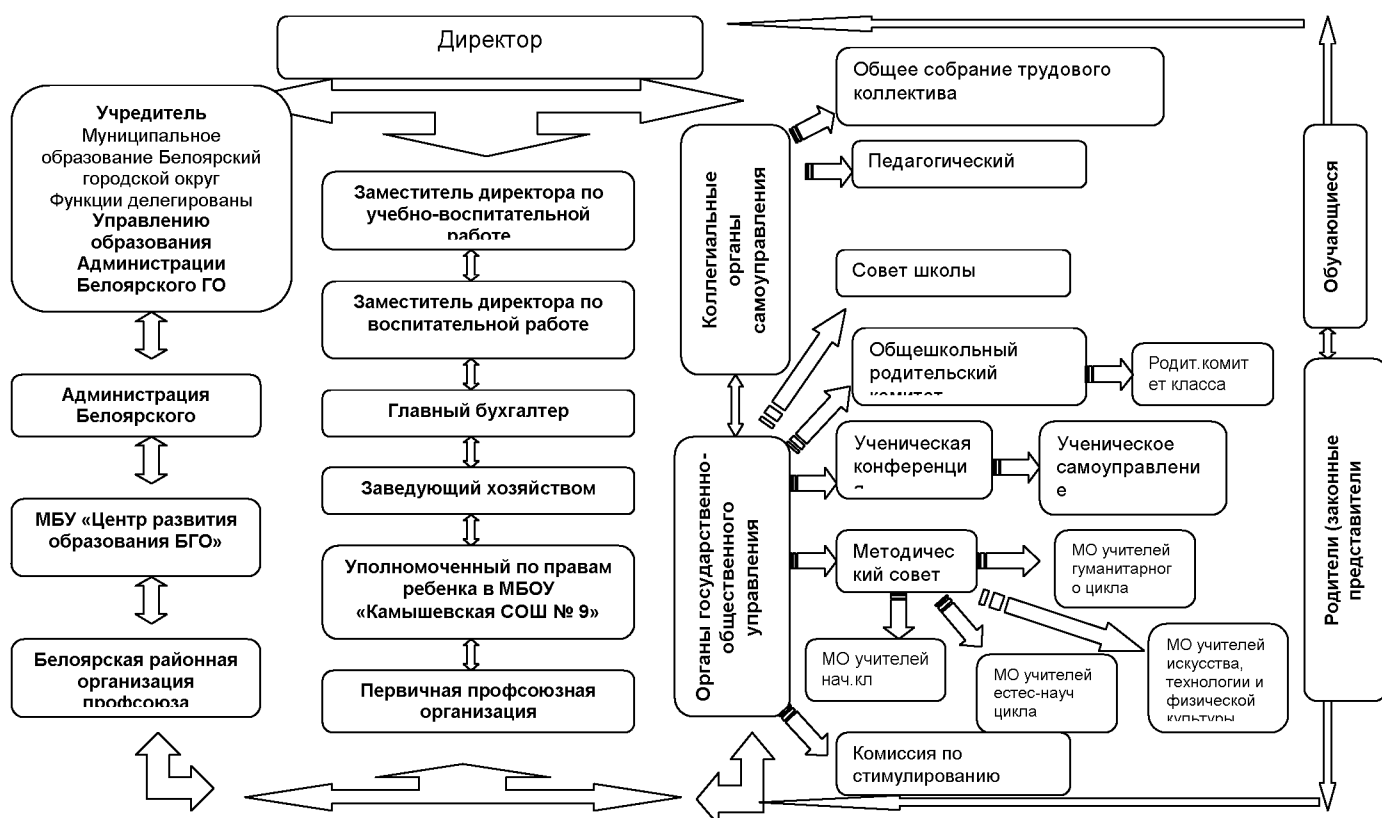 Директор
Учредитель
Муниципальное
образование Белоярский
городской округ
Функции делегированы
Управлению
образования
Администрации
Белоярского ГО
Администрация
Белоярского
МБУ «Центр развития
образования БГО»
Белоярская районная
организация
профсоюза
Заместитель директора по
учебно-воспитательной
работе
Заместитель директора по
воспитательной работе
Главный бухгалтер
Заведующий хозяйством
Уполномоченный по правам
ребенка в МБОУ
«Камышевская СОШ № 9»
Первичная профсоюзная
организация
Коллегиальные
органы
самоуправления
Органы государственно-
общественного
управления
Общее собрание трудового
коллектива
Педагогический
Совет школы
Общешкольный
родительский
комитет
Родит.комит
ет класса
Ученическая
конференци
я
Ученическое
самоуправлени
е
Методичес
кий совет
МО учителей
гуманитарног
о цикла
МО учителей
нач.кл
МО учителей
естес-науч
цикла
МО учителей
искусства,
технологии и
физической
культуры
Комиссия по
стимулированию
Обучающиеся
Родители (законные
представители